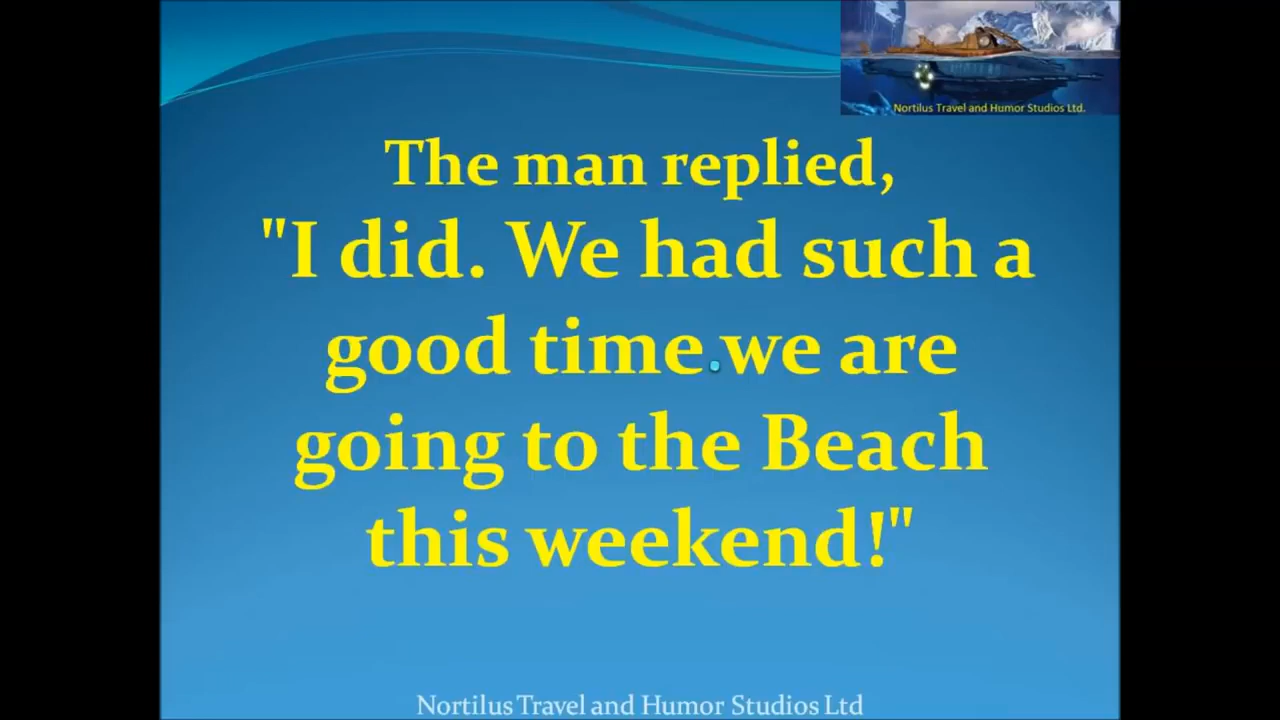 Nortilus Travel and Humor Studios Ltd.
The man replied,
"I did. We had such a
good time.we are
going to the Beach
this weekend!"
Nortilus Travel and Humor Studios Ltd